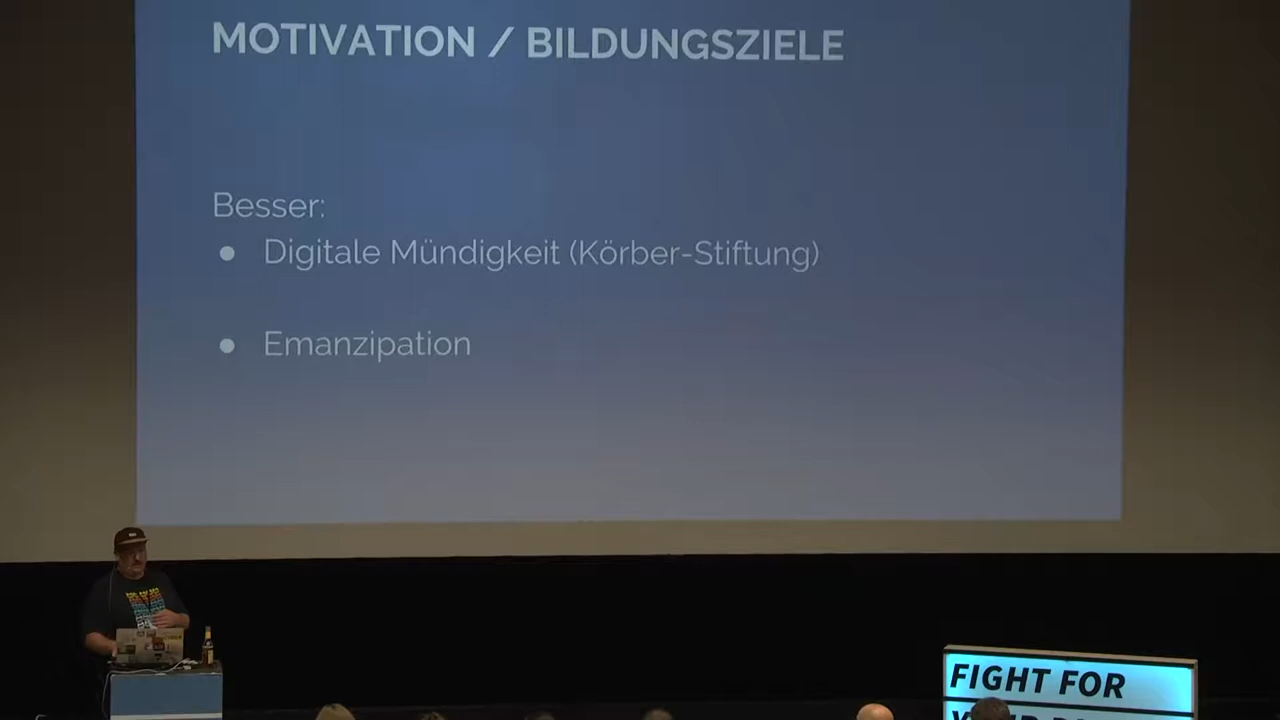 MOTIVATION / BILDUNGSZIELE
Besser:
● Digitale Mündigkeit (Körber-Stiftung)
● Emanzipation
FIGHT FOR